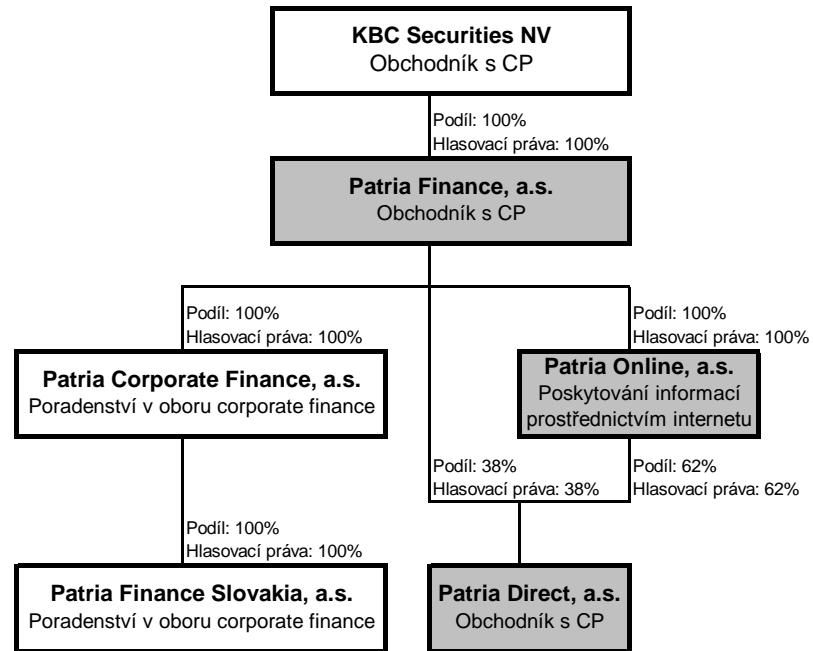 KBC Securities NV
Obchodník s CP
Podíl: 100%
Hlasovací práva: 100%
Patria Finance, a.s.
Obchodník s CP
Podíl: 100%
Hlasovací práva: 100%
Podíl: 100%
Hlasovací práva: 100%
Patria Corporate Finance, a.s.
Poradenství v oboru corporate finance
Patria Online, a.s.
Poskytování informací
prostřednictvím internetu
Podíl: 38%
Hlasovací práva: 38%
Podíl: 62%
Hlasovací práva: 62%
Podíl: 100%
Hlasovací práva: 100%
Patria Finance Slovakia, a.s.
Poradenství v oboru corporate finance
Patria Direct, a.s.
Obchodník s CP